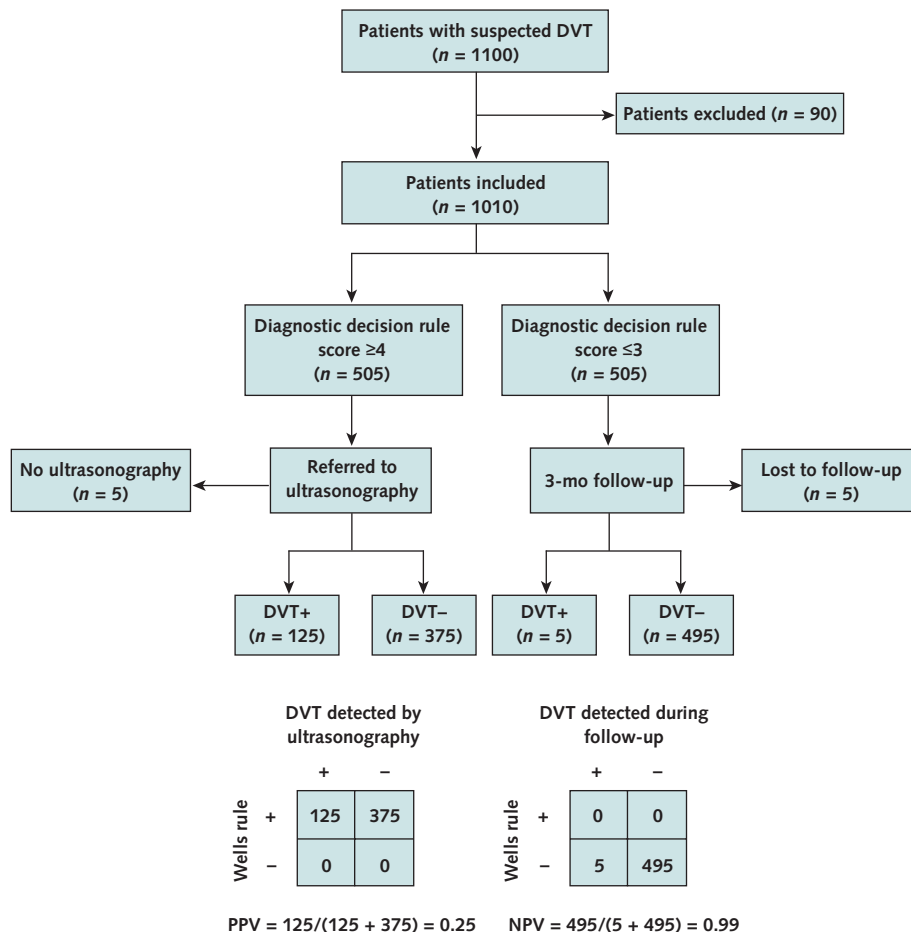 Patients with suspected DVT
(n = 1100)
Patients excluded (n = 90)
Patients included
(n = 1010)
Diagnostic decision rule
score ≥4
(n = 505)
Diagnostic decision rule
score ≤3
(n = 505)
No ultrasonography
(n = 5)
Referred to
ultrasonography
3-mo follow-up
Lost to follow-up
(n = 5)
DVT+
(n = 125)
DVT–
(n = 375)
DVT+
(n = 5)
DVT–
(n = 495)
DVT detected by
ultrasonography
+ –
Wells rule
+ 125 375
– 0 0
PPV = 125/(125 + 375) = 0.25
DVT detected during
follow-up
+ –
Wells rule
+ 0 0
– 5 495
NPV = 495/(5 + 495) = 0.99